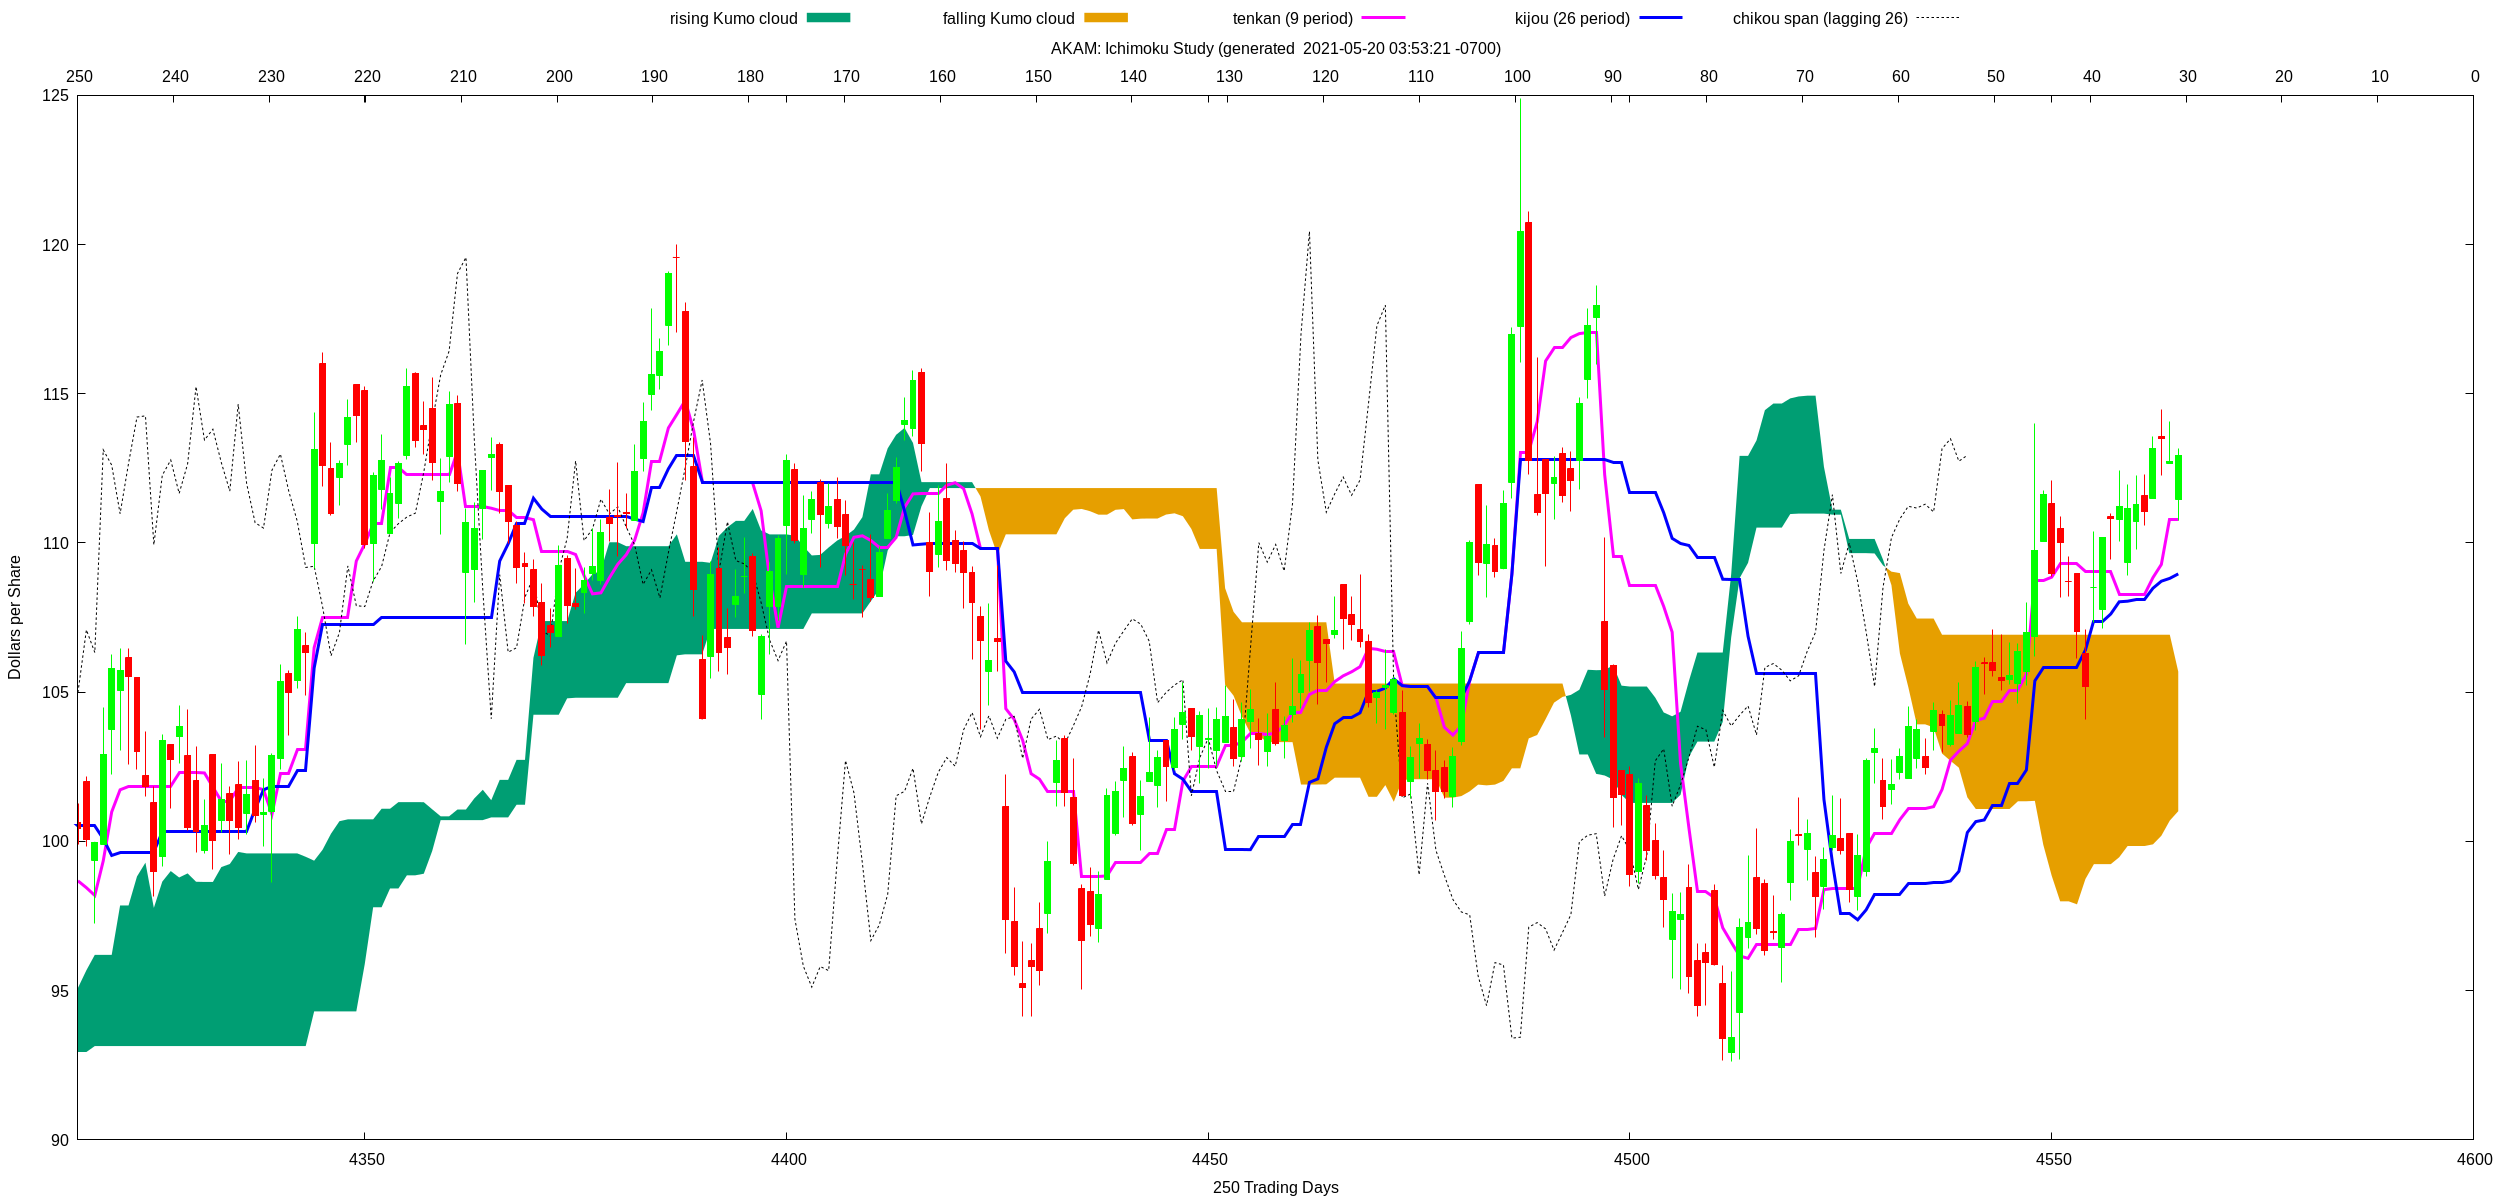 rising Kumo cloud falling Kumo cloud tenkan (9 period) kijou (26 period) chikou span (lagging 26)
AKAM: Ichimoku Study (generated  2021-05-20 03:53:21 -0700)
250 240 230 220 210 200 190 180 170 160 150 140 130 120 110 100 90 80 70 60 50 40 30 20 10 0
125
120
115
110
105
100
95
90
Dollars per Share
4350 4400 4450 4500 4550 4600
250 Trading Days